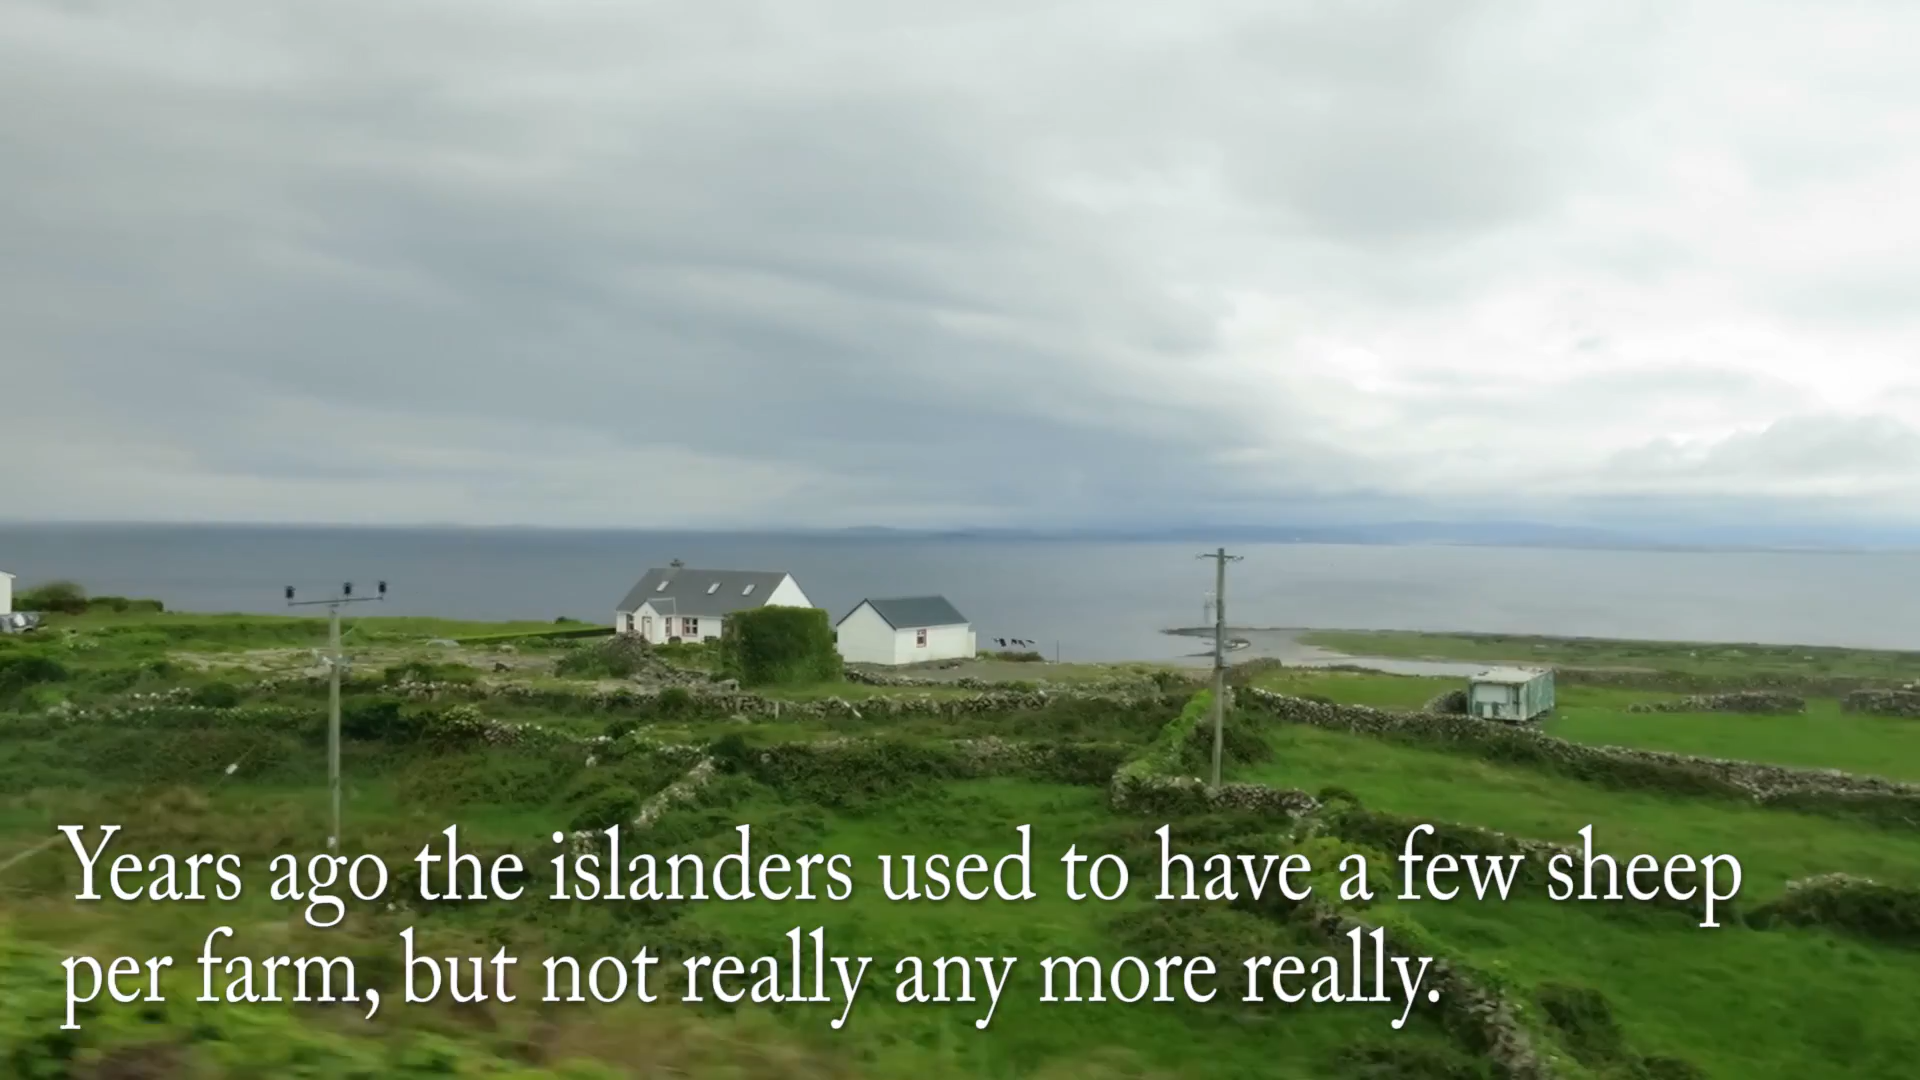 Years ago the islanders used to have a few sheep
per farm, but not really any more really.